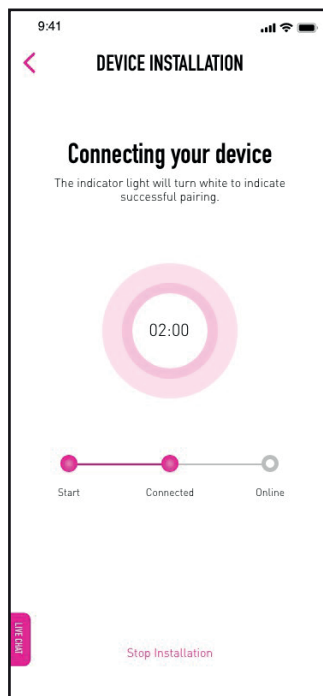 9:41
DEVICE INSTALLATION
Connecting your device
The indicator light will turn white to indicate
successful pairing.
02:00
Start
Connected
Online
LIVE CHAT
Stop Installation